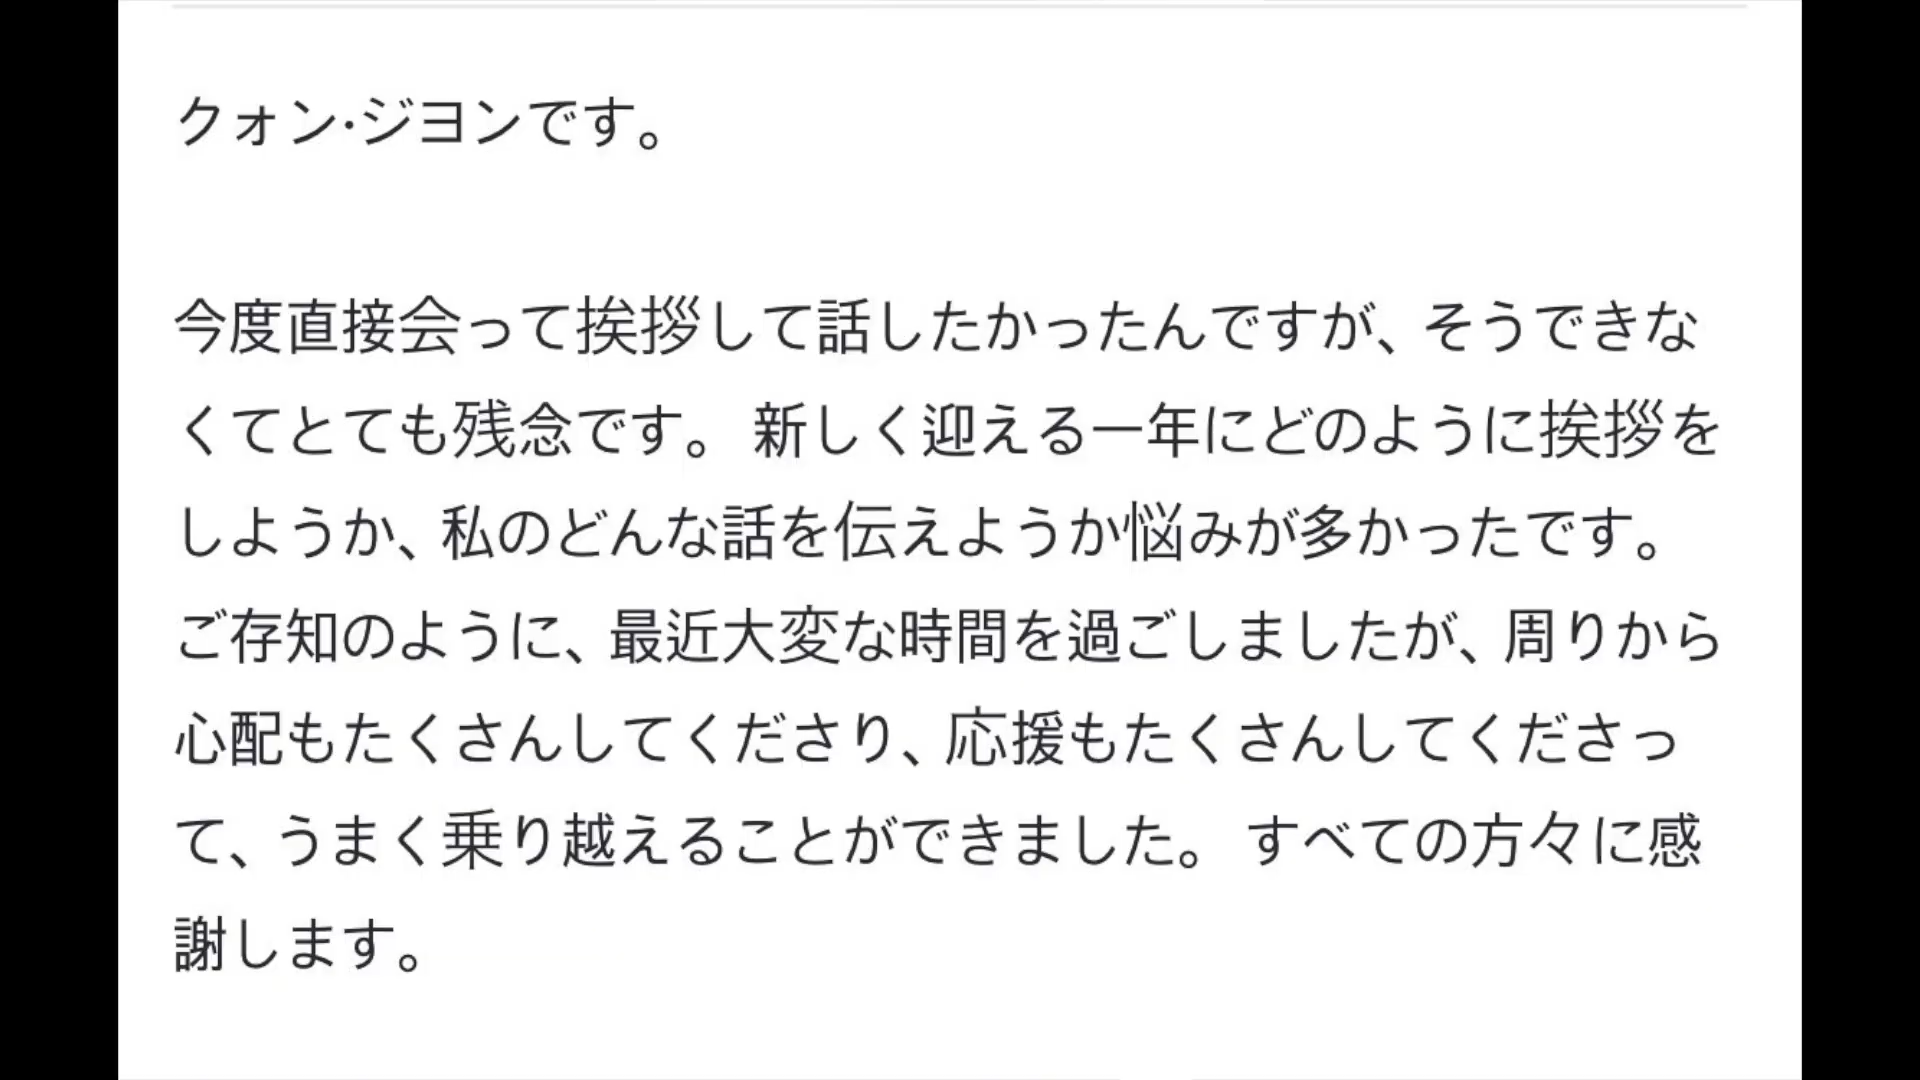 クォン·ジヨンです。
今度直接会って挨拶して話したかったんですが、そうできな
くてとても残念です。 新しく迎える一年にどのように挨拶を
しようか、私のどんな話を伝えようか悩みが多かったです。
ご存知のように、最近大変な時間を過ごしましたが、周りから
心配もたくさんしてくださり、応援もたくさんしてくださっ
て、うまく乗り越えることができました。 すべての方々に感
謝します。